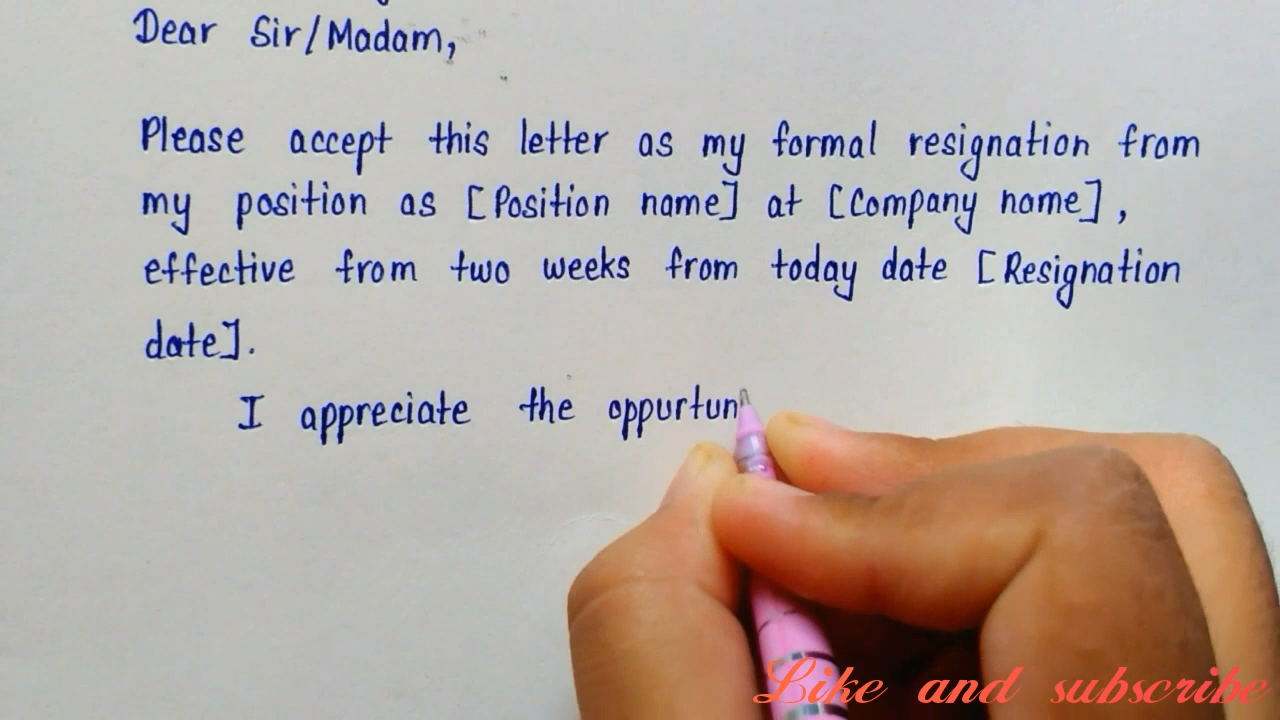 Dear Sir/Madam,
Please accept this letter as my formal resignation from
my position as [Position name] at [Company name],
effective from two weeks from today date [Resignation
date].
I appreciate the oppurtun
Like and subscribe